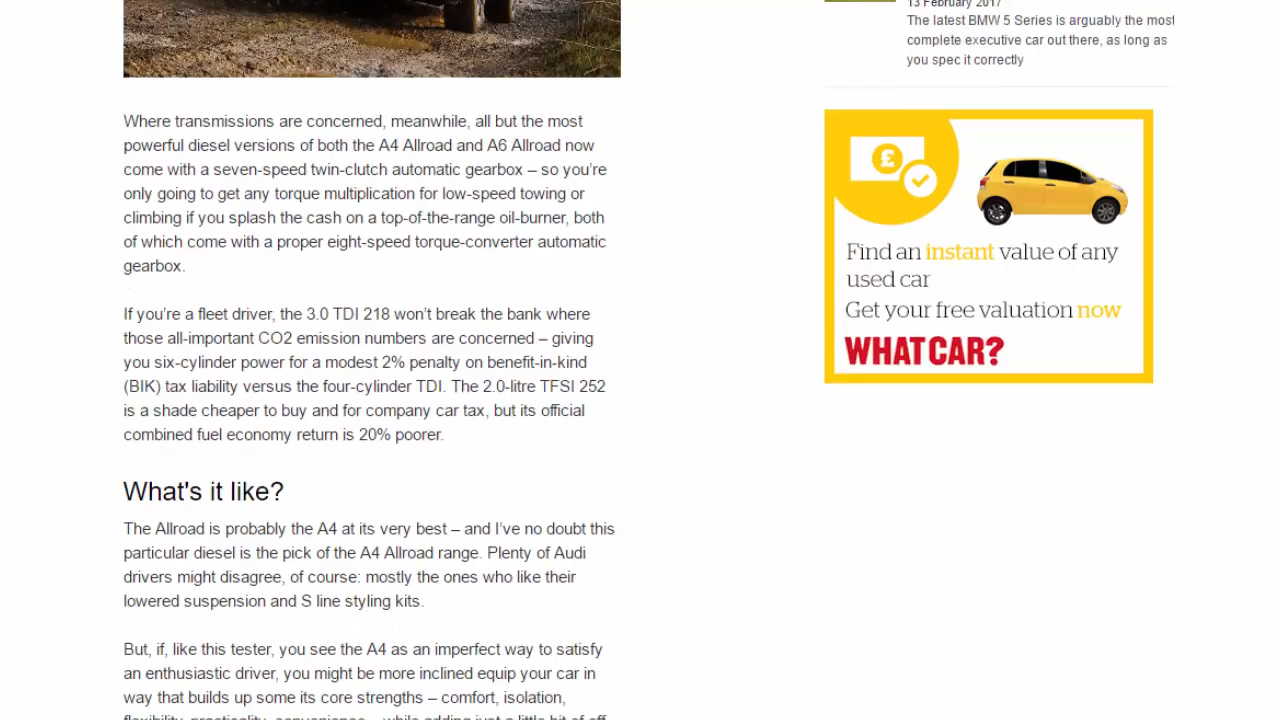 13 February 2017
The latest BMW 5 Series is arguably the most
complete executive car out there, as long as
you spec it correctly
Where transmissions are concerned, meanwhile, all but the most
powerful diesel versions of both the A4 Allroad and A6 Allroad now
come with a seven-speed twin-clutch automatic gearbox – so you're
only going to get any torque multiplication for low-speed towing or
climbing if you splash the cash on a top-of-the-range oil-burner, both
of which come with a proper eight-speed torque-converter automatic
gearbox.
If you're a fleet driver, the 3.0 TDI 218 won't break the bank where
those all-important CO2 emission numbers are concerned – giving
you six-cylinder power for a modest 2% penalty on benefit-in-kind
(BIK) tax liability versus the four-cylinder TDI. The 2.0-litre TFSI 252
is a shade cheaper to buy and for company car tax, but its official
combined fuel economy return is 20% poorer.
What's it like?
The Allroad is probably the A4 at its very best – and I've no doubt this
particular diesel is the pick of the A4 Allroad range. Plenty of Audi
drivers might disagree, of course: mostly the ones who like their
lowered suspension and S line styling kits.
But, if, like this tester, you see the A4 as an imperfect way to satisfy
an enthusiastic driver, you might be more inclined equip your car in
way that builds up some its core strengths – comfort, isolation,
flexibility, practicality, convenience – while adding just a little bit of off-
£
Find an instant value of any
used car
Get your free valuation now
WHAT CAR?